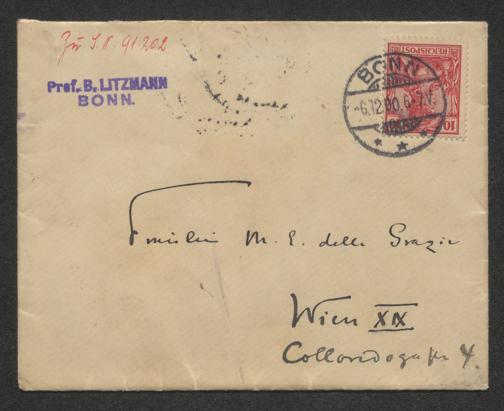 Zu I.N. 91.202
Prof. B. LITZMANN
BONN.
REICHSPOST
10
BONN
-6.12.00.6-7.V.
Fräulein M. E. delle Grazie
Wien XIX
Colloredogasse 4.